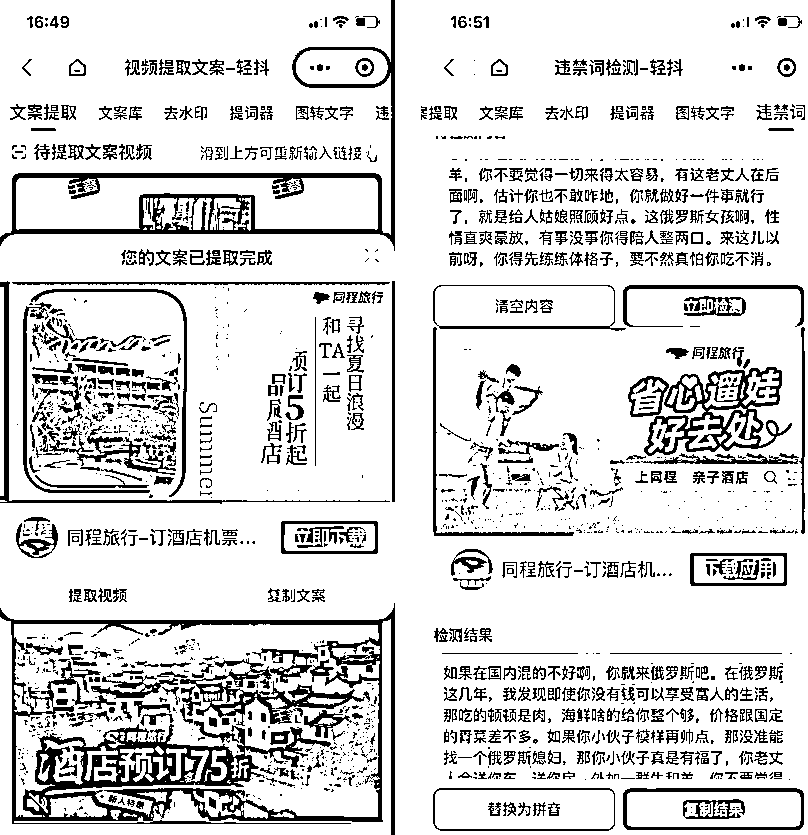 16:49
视频提取文案-轻抖
文案提取 文案库 去水印 提词器 图转文字 违
待提取文案视频 滑到上方可重新输入链接
您的文案已提取完成
同程旅行
寻找夏日浪漫
和TA一起
预订5折起
品质酒店
Summer
同程旅行-订酒店机票... 立即下载
提取视频 复制文案
同程旅行
酒店预订75折
新人特惠
16:51
违禁词检测-轻抖
案提取 文案库 去水印 提词器 图转文字 违禁词
羊，你不要觉得一切来得太容易，有这老丈人在后
面啊，估计你也不敢咋地，你就做好一件事就行
了，就是给人姑娘照顾好点。这俄罗斯女孩啊，性
情直爽豪放，有事没事你得陪人整两口。来这儿以
前呀，你得先练练体格子，要不然真怕你吃不消。
清空内容 立即检测
同程旅行
省心遛娃
好去处
上同程 亲子酒店
同程旅行-订酒店机... 下载应用
检测结果
如果在国内混的不好啊，你就来俄罗斯吧。在俄罗斯
这几年，我发现即使你没有钱可以享受富人的生活，
那吃的顿顿是肉，海鲜啥的给你整个够，价格跟国定
的青菜差不多。如果你小伙子模样再帅点，那没准能
找一个俄罗斯媳妇，那你小伙子真是有福了，你老丈
替换为拼音 复制结果